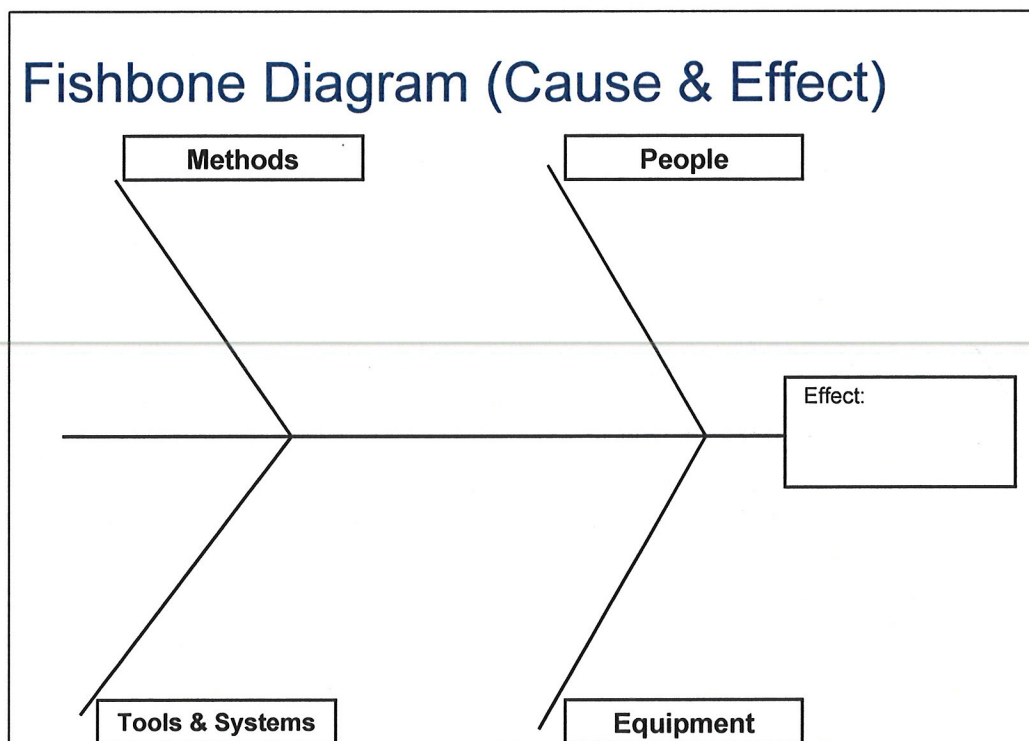 Fishbone Diagram (Cause & Effect)
Methods
People
Effect:
Tools & Systems
Equipment